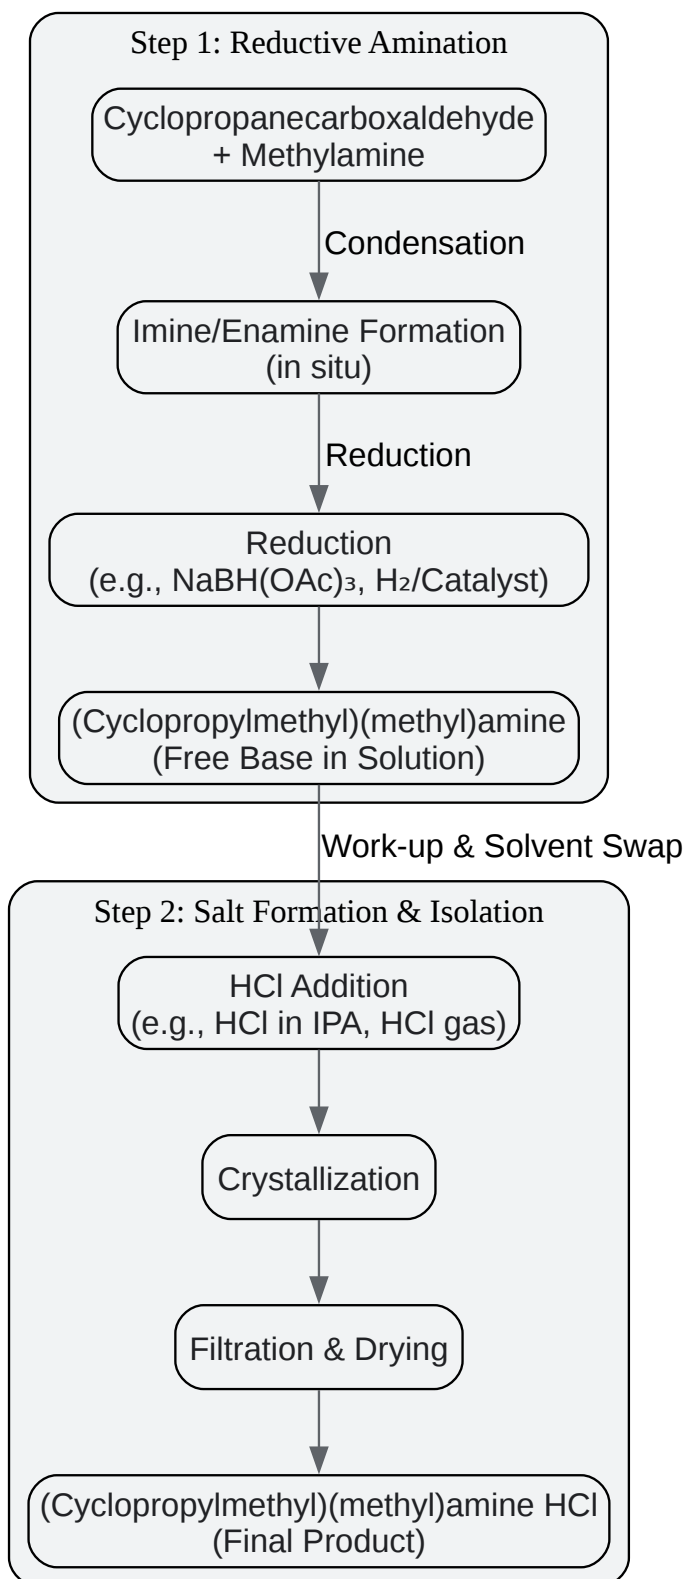 Step 1: Reductive Amination
Cyclopropanecarboxaldehyde
+ Methylamine
Condensation
Imine/Enamine Formation
(in situ)
Reduction
Reduction
(e.g., NaBH(OAc)₃, H₂/Catalyst)
(Cyclopropylmethyl)(methyl)amine
(Free Base in Solution)
Work-up & Solvent Swap
Step 2: Salt Formation & Isolation
HCl Addition
(e.g., HCl in IPA, HCl gas)
Crystallization
Filtration & Drying
(Cyclopropylmethyl)(methyl)amine HCl
(Final Product)